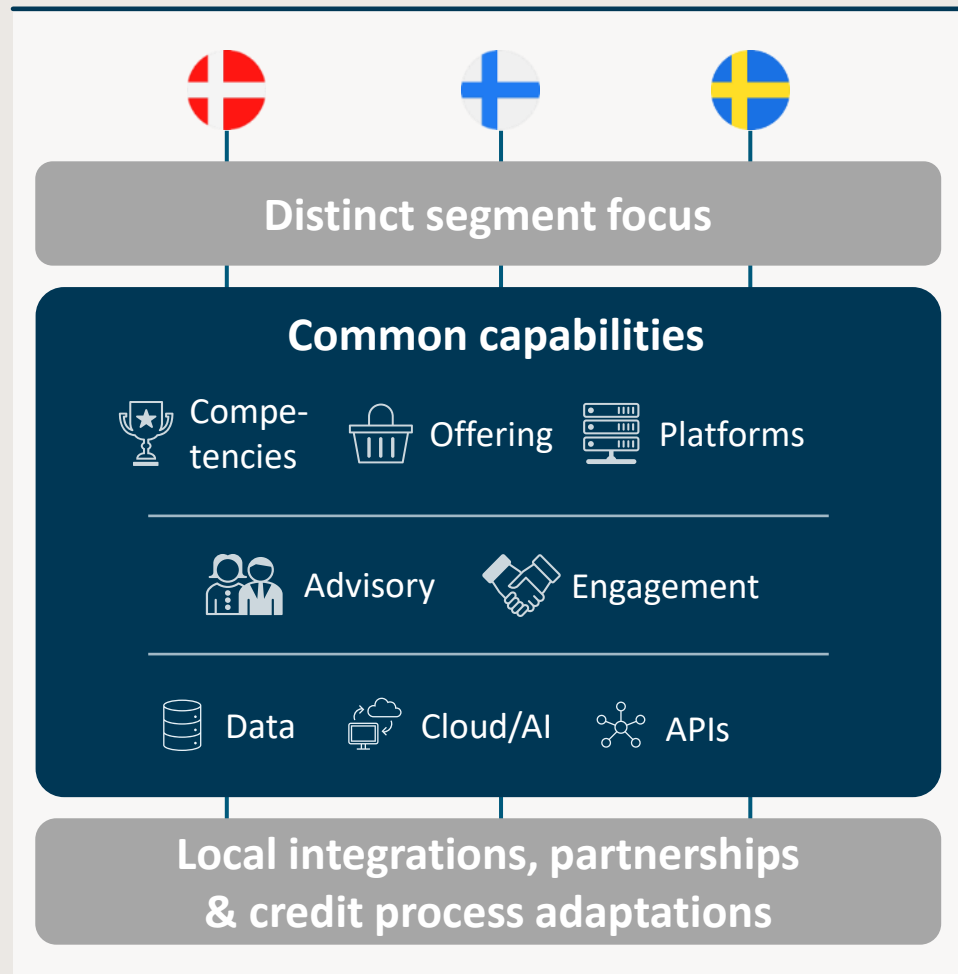 Distinct segment focus
Common capabilities
Compe-
tencies
Offering
Platforms
Advisory
Engagement
Data
Cloud/AI
APIs
Local integrations, partnerships
& credit process adaptations